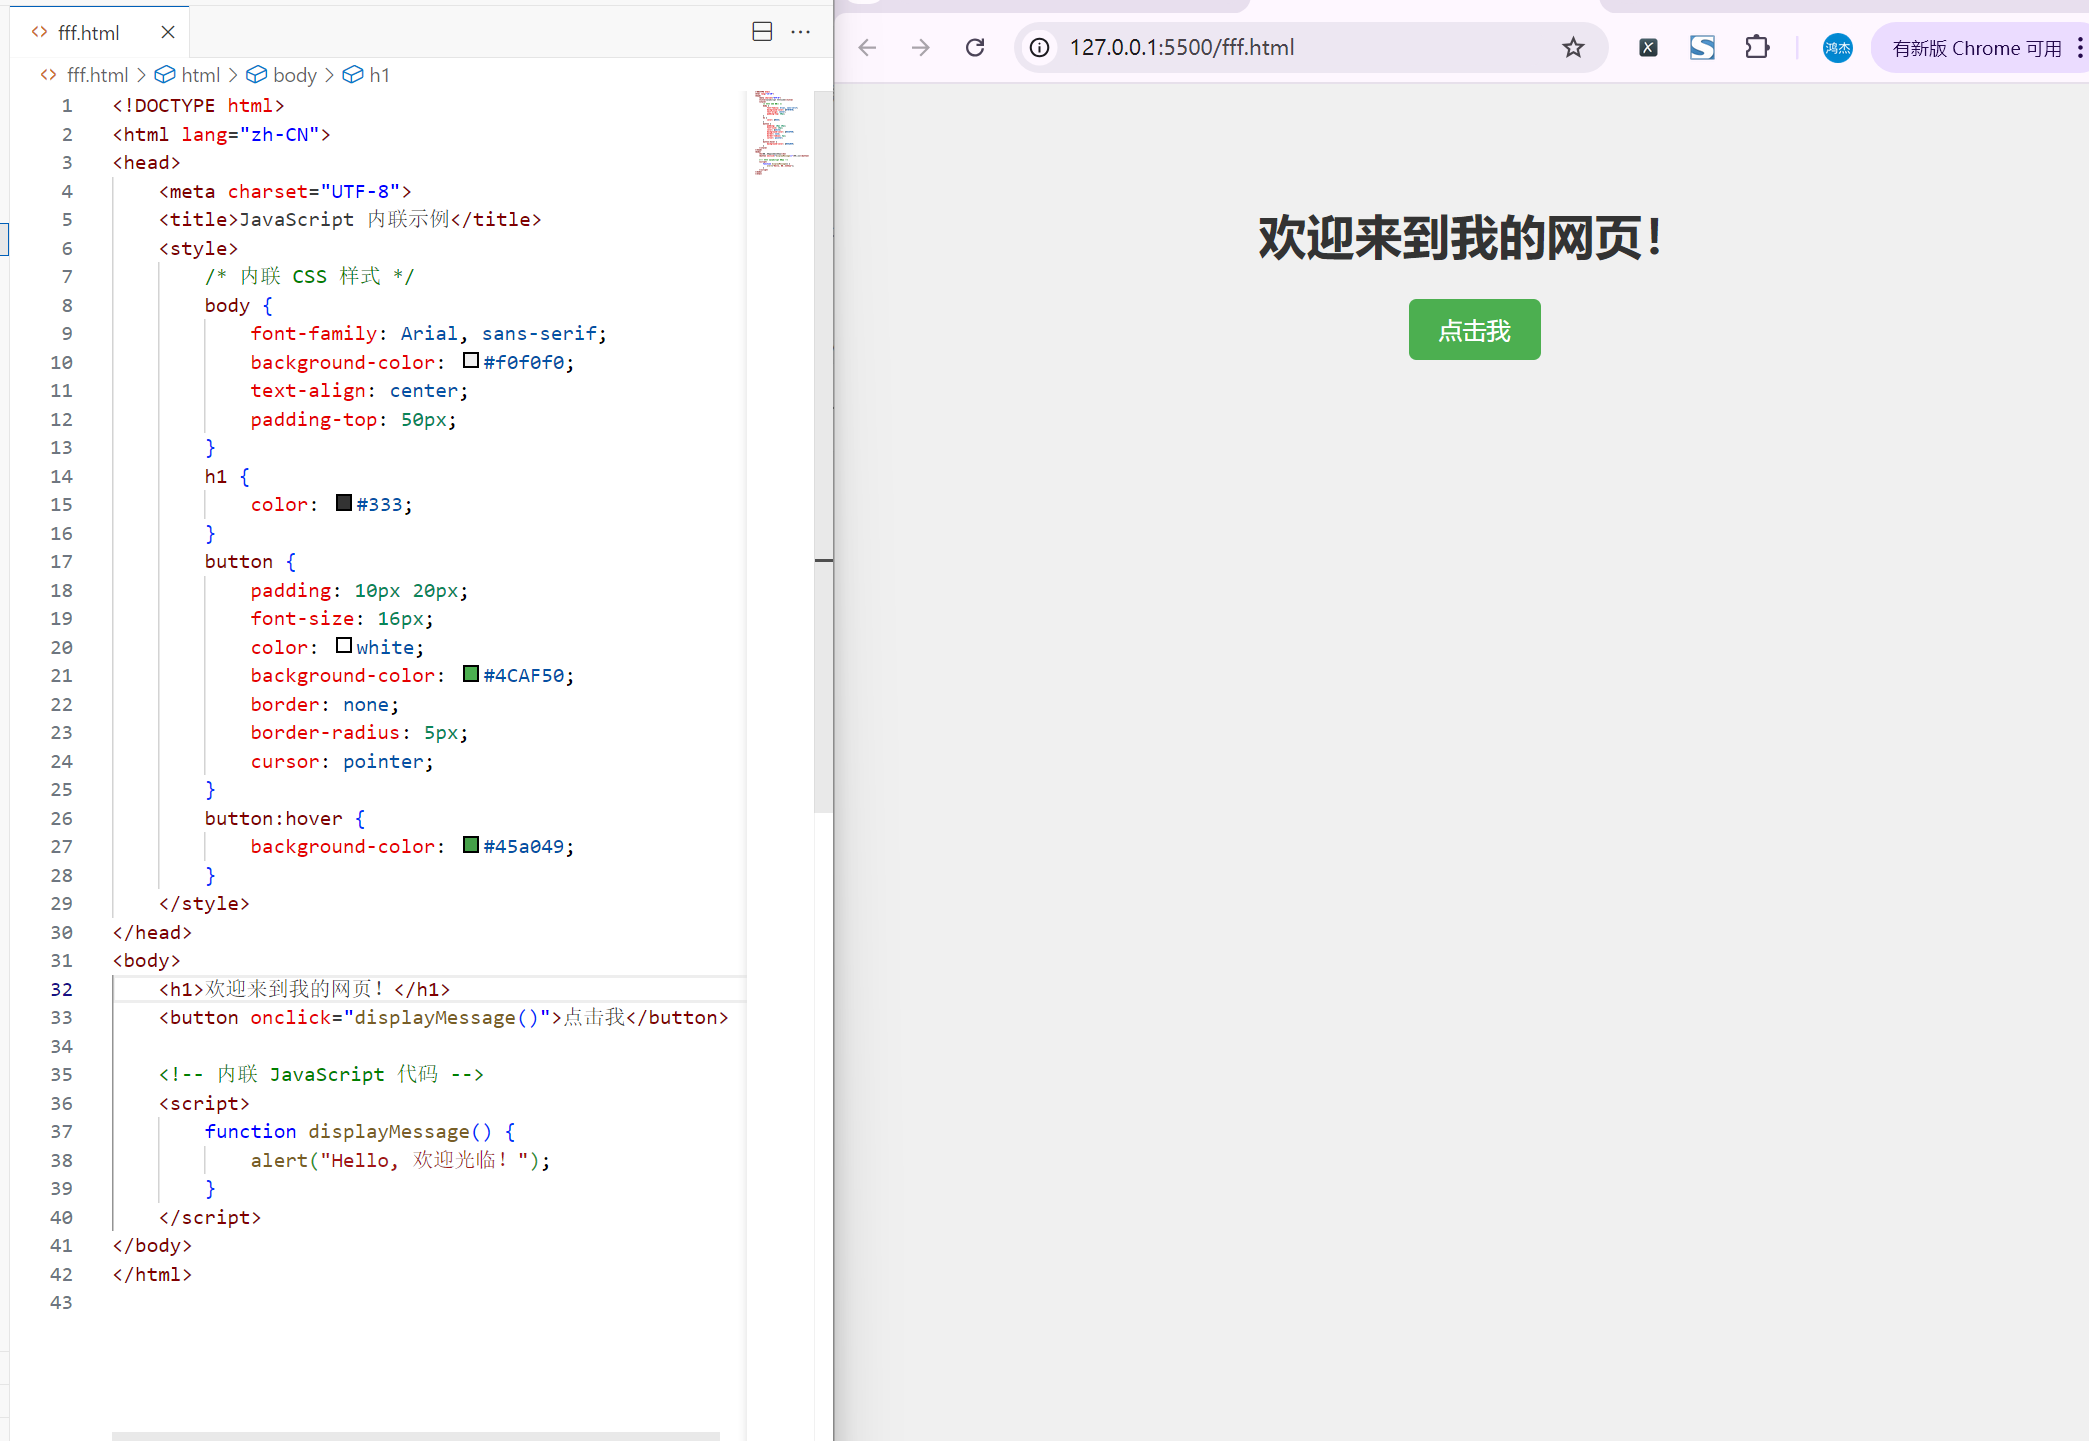 fff.html
fff.html > html > body > h1
1 <!DOCTYPE html>
2 <html lang="zh-CN">
3 <head>
4 <meta charset="UTF-8">
5 <title>JavaScript 内联示例</title>
6 <style>
7 /* 内联 CSS 样式 */
8 body {
9 font-family: Arial, sans-serif;
10 background-color: #f0f0f0;
11 text-align: center;
12 padding-top: 50px;
13 }
14 h1 {
15 color: #333;
16 }
17 button {
18 padding: 10px 20px;
19 font-size: 16px;
20 color: white;
21 background-color: #4CAF50;
22 border: none;
23 border-radius: 5px;
24 cursor: pointer;
25 }
26 button:hover {
27 background-color: #45a049;
28 }
29 </style>
30 </head>
31 <body>
32 <h1>欢迎来到我的网页！</h1>
33 <button onclick="displayMessage()">点击我</button>
34
35 <!-- 内联 JavaScript 代码 -->
36 <script>
37 function displayMessage() {
38 alert("Hello, 欢迎光临！");
39 }
40 </script>
41 </body>
42 </html>
43
127.0.0.1:5500/fff.html
鸿杰
有新版 Chrome 可用
欢迎来到我的网页！
点击我